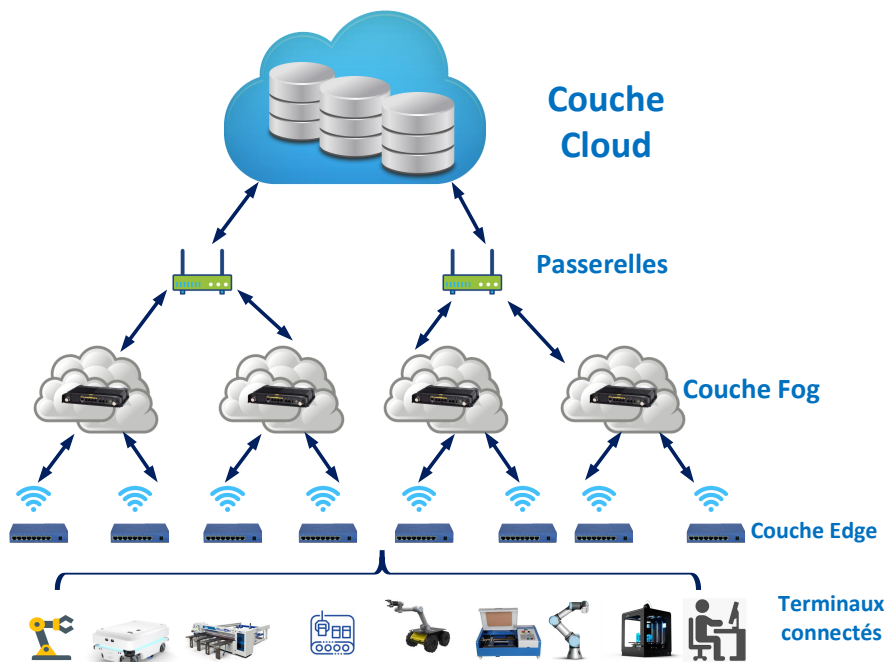 Couche
Cloud
Passerelles
Couche Fog
Couche Edge
Terminaux
connectés